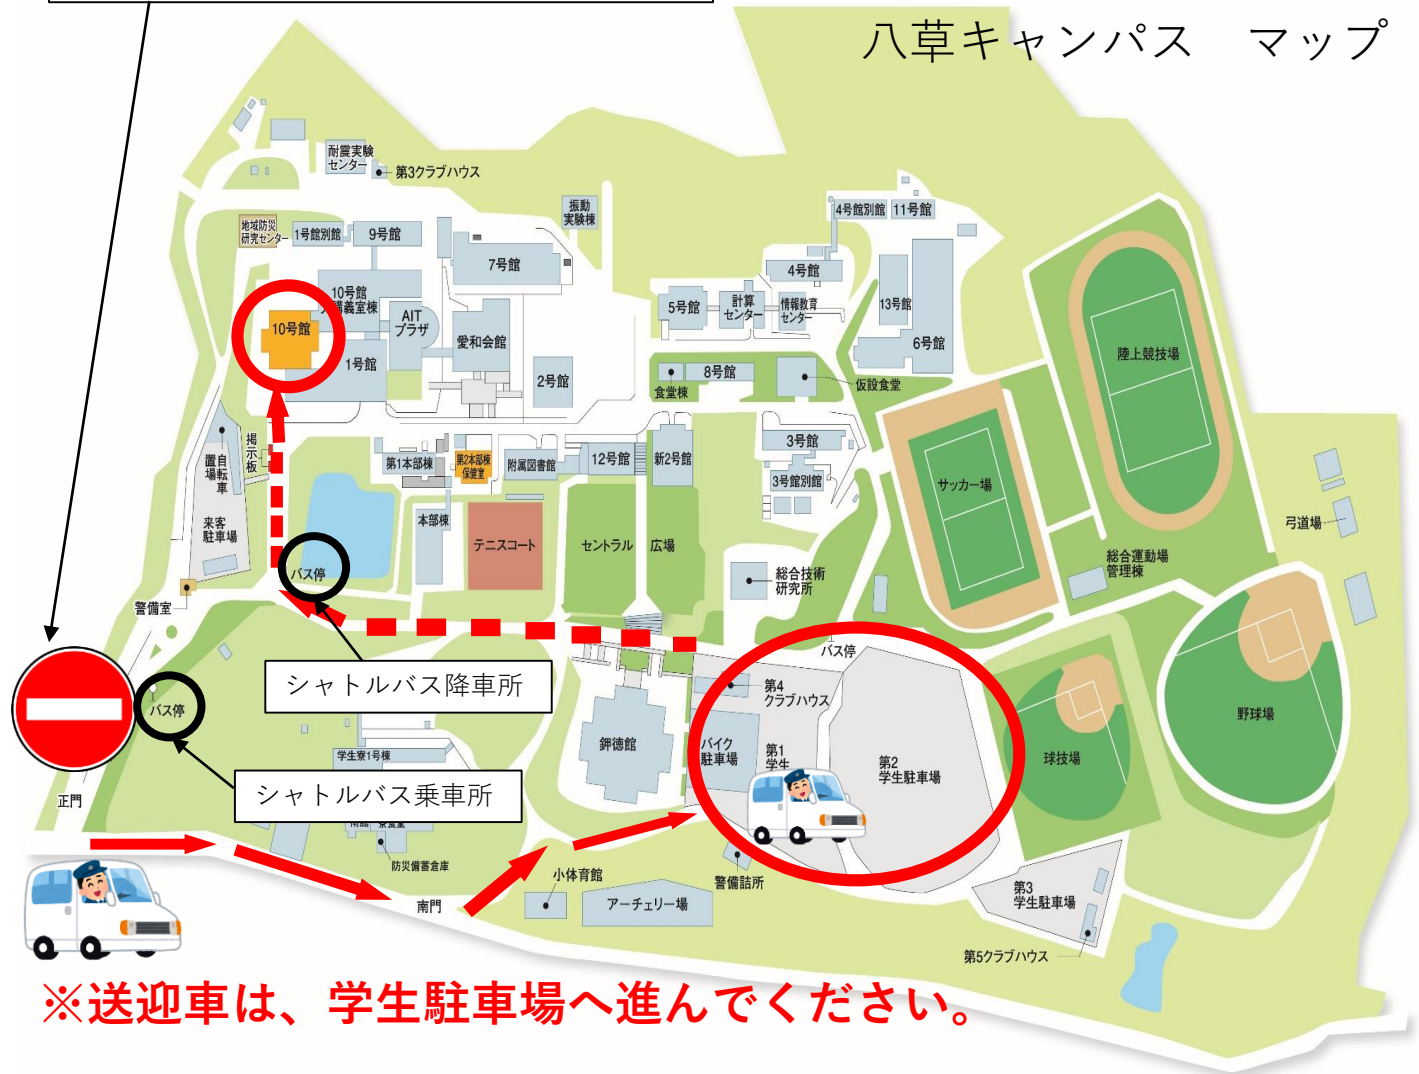 八草キャンパス　マップ
耐震実験
センター
第3クラブハウス
振動
実験棟
4号館別館
11号館
地域防災
研究センター
1号館別館
9号館
7号館
4号館
10号館
講義室棟
AIT
プラザ
5号館
計算
センター
情報教育
センター
13号館
10号館
愛和会館
6号館
陸上競技場
1号館
2号館
8号館
食堂棟
仮設食堂
掲示板
自転車
置場
第1本部棟
第2本部棟
保健室
附属図書館
12号館
新2号館
3号館
3号館別館
サッカー場
来客
駐車場
本部棟
テニスコート
セントラル　広場
弓道場
バス停
総合技術
研究所
総合運動場
管理棟
警備室
バス停
シャトルバス降車所
第4
クラブハウス
バス停
鉀徳館
バイク
駐車場
第1
学生
第2
学生駐車場
球技場
野球場
学生寮1号棟
シャトルバス乗車所
正門
防災備蓄倉庫
小体育館
警備詰所
南門
アーチェリー場
第3
学生駐車場
第5クラブハウス
※送迎車は、学生駐車場へ進んでください。